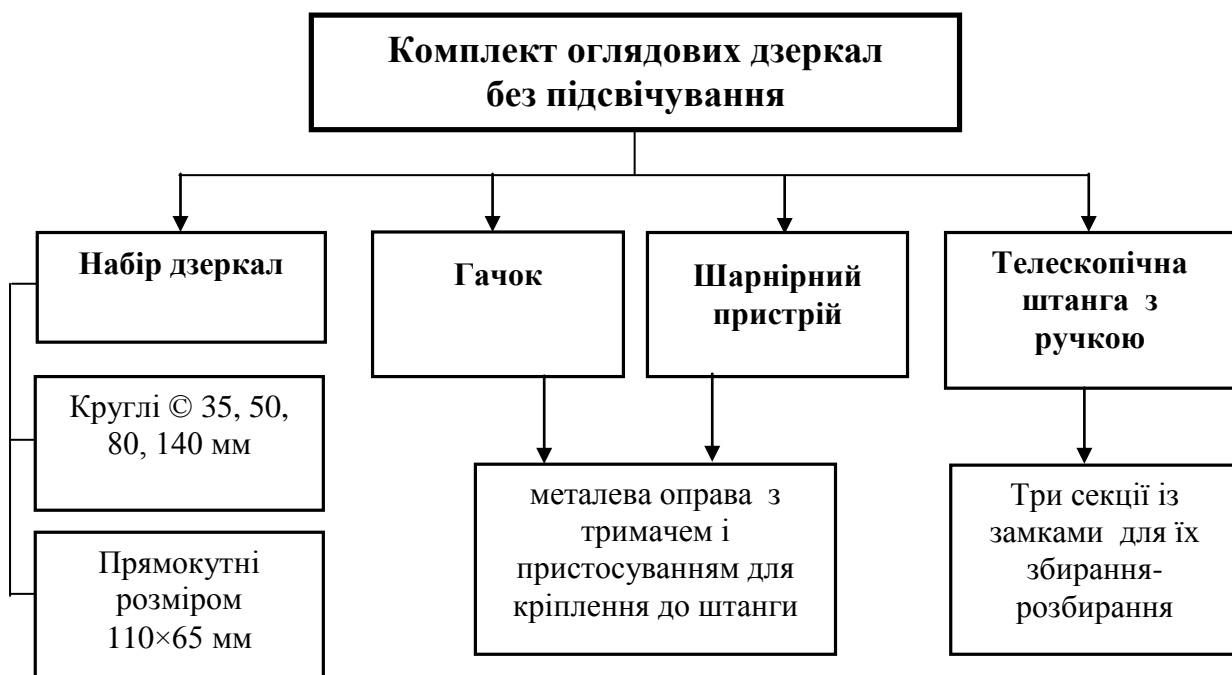 Комплект оглядових дзеркал
без підсвічування
Набір дзеркал
Гачок
Шарнірний
пристрій
Телескопічна
штанга з
ручкою
Круглі © 35, 50,
80, 140 мм
Прямокутні
розміром
110×65 мм
металева оправа з
тримачем і
пристосуванням для
кріплення до штанги
Три секції із
замками для їх
збирання-
розбирання